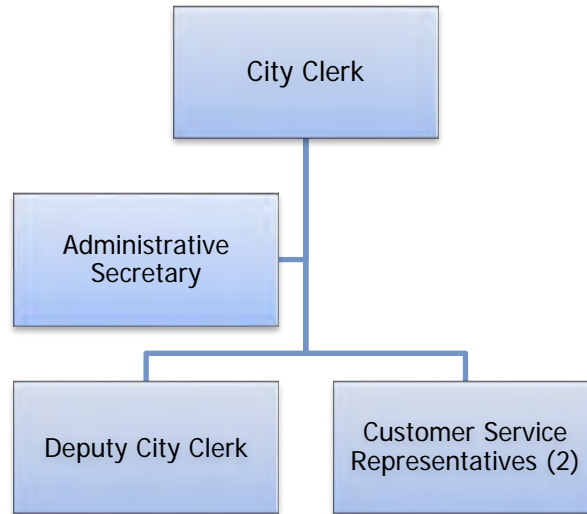 City Clerk
Administrative
Secretary
Deputy City Clerk
Customer Service
Representatives (2)